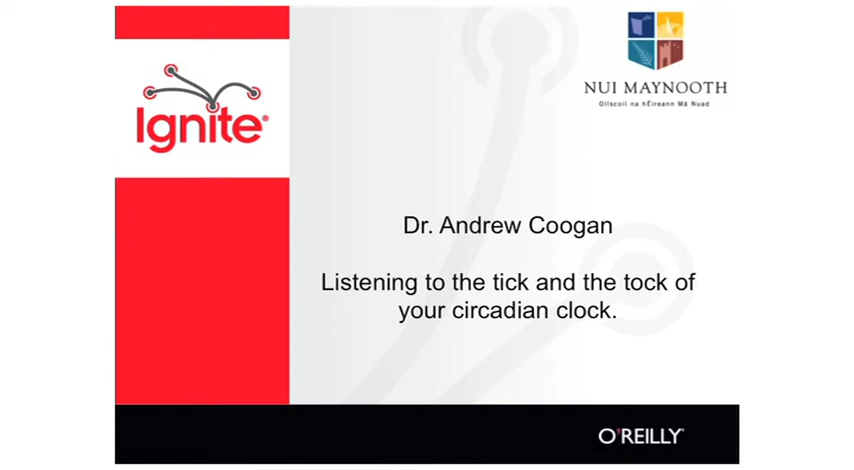 NUI MAYNOOTH
Ollscoil na hÉireann Má Nuad
Ignite®
Dr. Andrew Coogan
Listening to the tick and the tock of
your circadian clock.
O'REILLY®